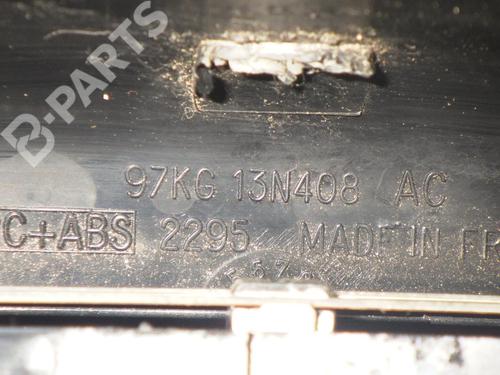 97KG 13N408 AC
C+ABS 2295 MADE IN FR
B-PARTS